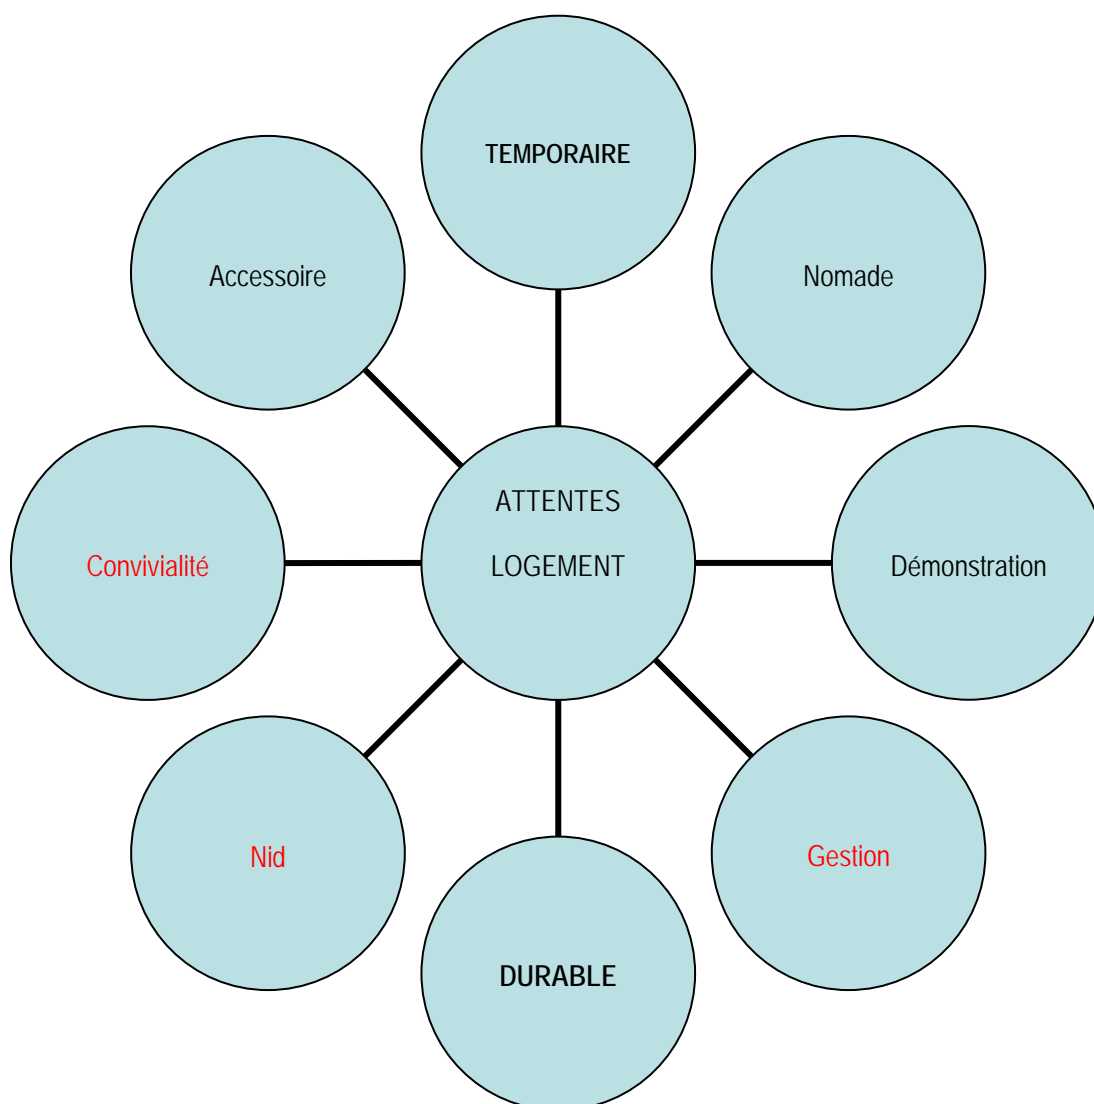 TEMPORAIRE
Accessoire
Nomade
ATTENTES
LOGEMENT
Convivialité
Démonstration
Nid
Gestion
DURABLE